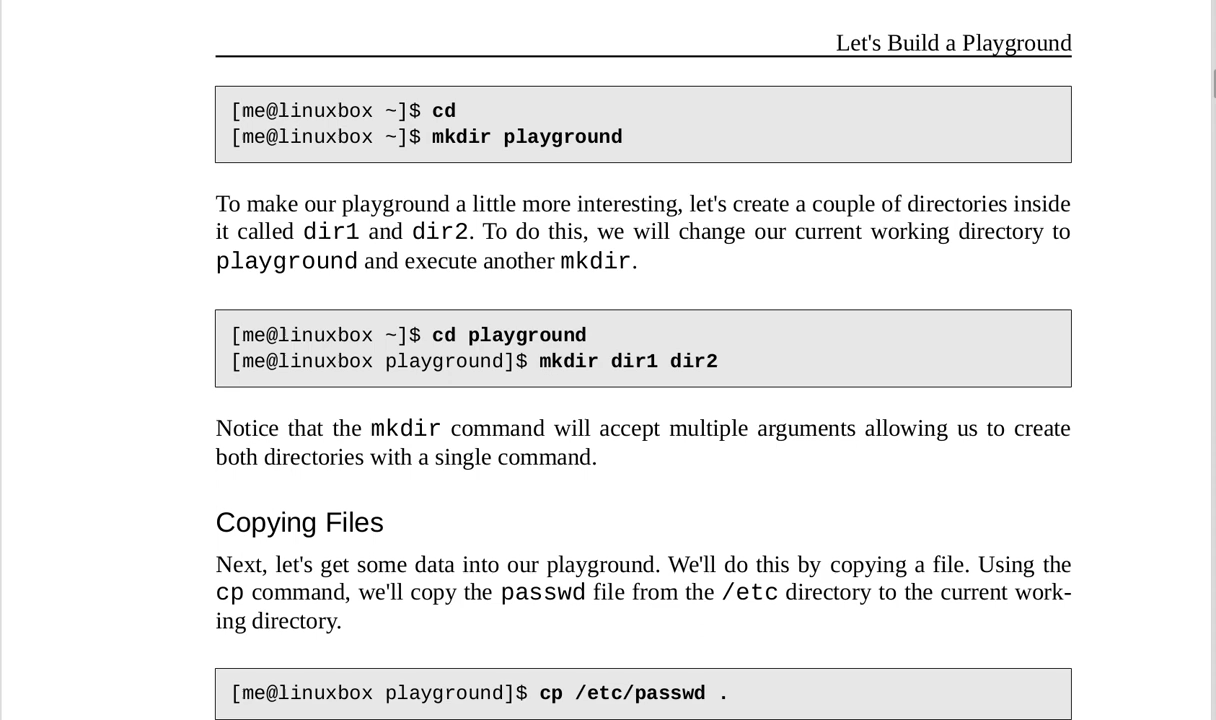 Let's Build a Playground
[me@linuxbox ~]$ cd
[me@linuxbox ~]$ mkdir playground
To make our playground a little more interesting, let's create a couple of directories inside
it called dir1 and dir2. To do this, we will change our current working directory to
playground and execute another mkdir.
[me@linuxbox ~]$ cd playground
[me@linuxbox playground]$ mkdir dir1 dir2
Notice that the mkdir command will accept multiple arguments allowing us to create
both directories with a single command.
Copying Files
Next, let's get some data into our playground. We'll do this by copying a file. Using the
cp command, we'll copy the passwd file from the /etc directory to the current work-
ing directory.
[me@linuxbox playground]$ cp /etc/passwd .